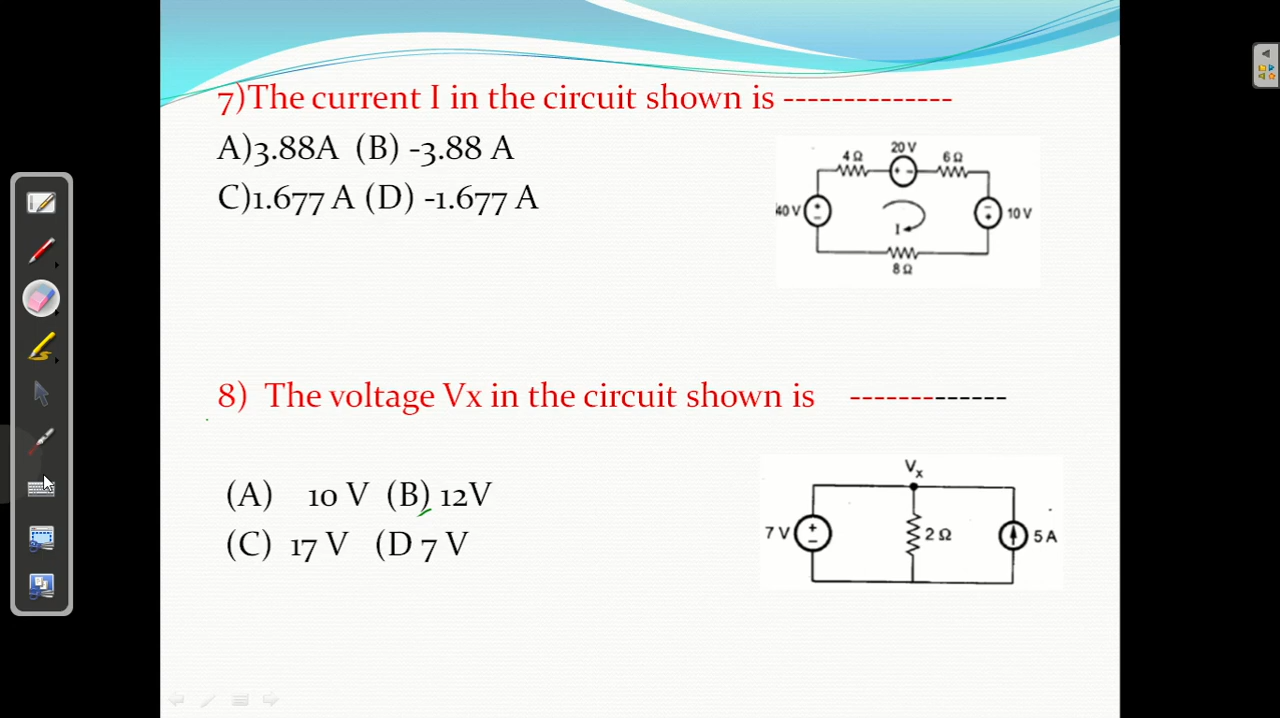 7)The current I in the circuit shown is --------------
A)3.88A (B) -3.88 A
C)1.677 A (D) -1.677 A
4 Ω
20 V
6 Ω
40 V
+
-
+ -
-
+
10 V
I
8 Ω
8) The voltage Vx in the circuit shown is -------------
(A) 10 V (B) 12V
(C) 17 V (D 7 V
Vx
7 V
+
-
2 Ω
5 A